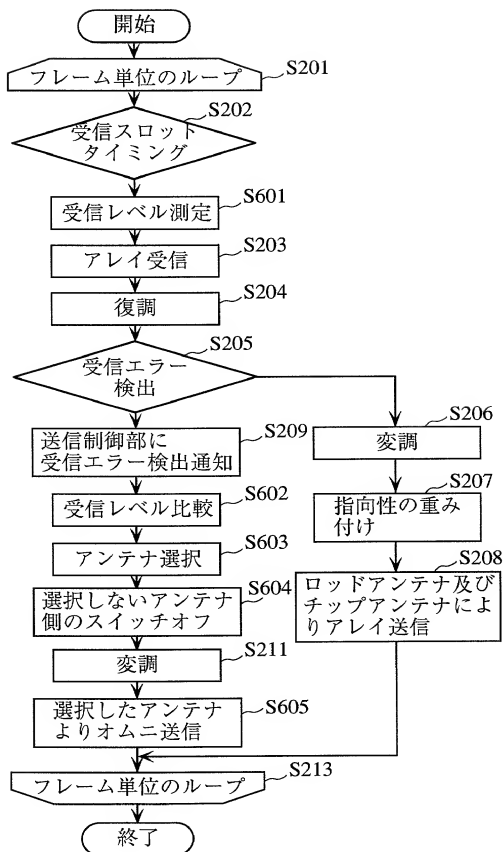 開始
フレーム単位のループ
S201
受信スロット
タイミング
S202
受信レベル測定
S601
アレイ受信
S203
復調
S204
受信エラー
検出
S205
送信制御部に
受信エラー検出通知
S209
受信レベル比較
S602
アンテナ選択
S603
選択しないアンテナ
側のスイッチオフ
S604
変調
S211
選択したアンテナ
よりオムニ送信
S605
変調
S206
指向性の重み
付け
S207
ロッドアンテナ及び
チップアンテナによ
りアレイ送信
S208
フレーム単位のループ
S213
終了